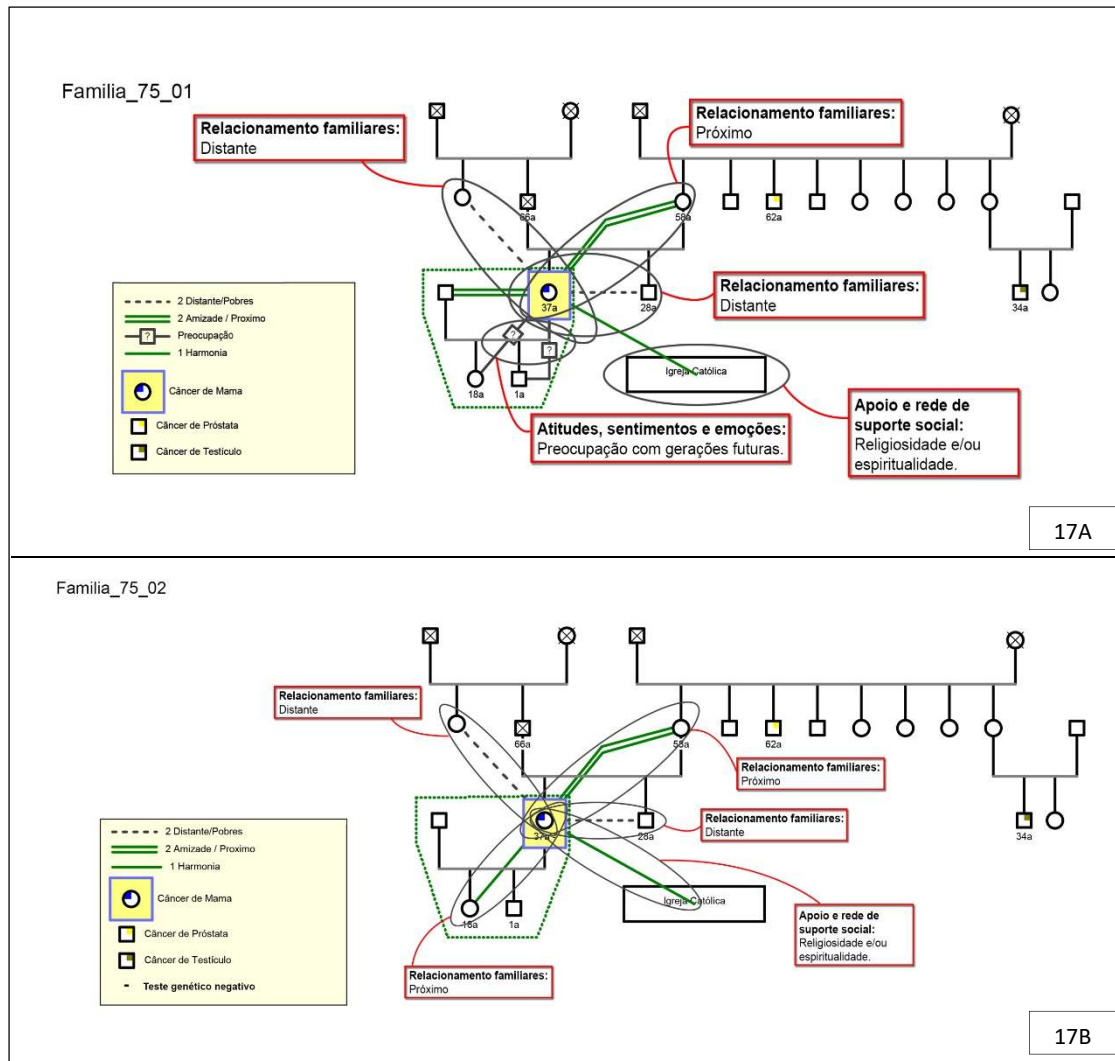 Familia_75_01
Relacionamento familiares:
Distante
Relacionamento familiares:
Próximo
66a
58a
62a
2 Distante/Pobres
2 Amizade / Proximo
? Preocupação
1 Harmonia
Câncer de Mama
Câncer de Próstata
Câncer de Testículo
37a
28a
Relacionamento familiares:
Distante
34a
?
?
18a
1a
Igreja Católica
Atitudes, sentimentos e emoções:
Preocupação com gerações futuras.
Apoio e rede de
suporte social:
Religiosidade e/ou
espiritualidade.
17A
Familia_75_02
Relacionamento familiares:
Distante
66a
58a
62a
Relacionamento familiares:
Próximo
2 Distante/Pobres
2 Amizade / Proximo
1 Harmonia
Câncer de Mama
Câncer de Próstata
Câncer de Testículo
- Teste genético negativo
37a
28a
Relacionamento familiares:
Distante
34a
18a
1a
Igreja Católica
Apoio e rede de
suporte social:
Religiosidade e/ou
espiritualidade.
Relacionamento familiares:
Próximo
17B